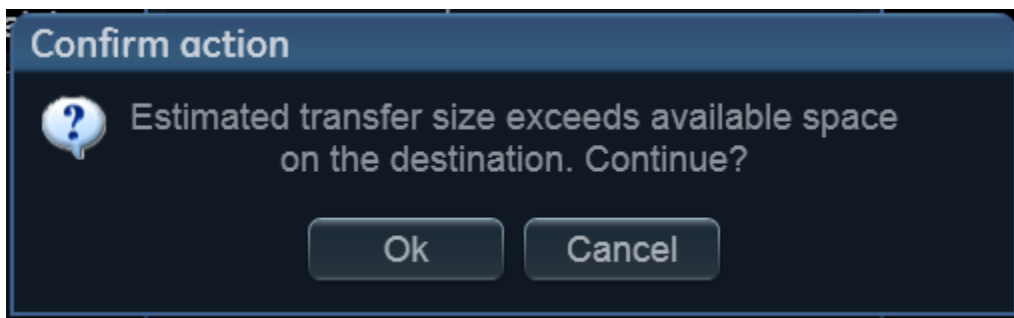 Confirm action
Estimated transfer size exceeds available space
on the destination. Continue?
Ok
Cancel